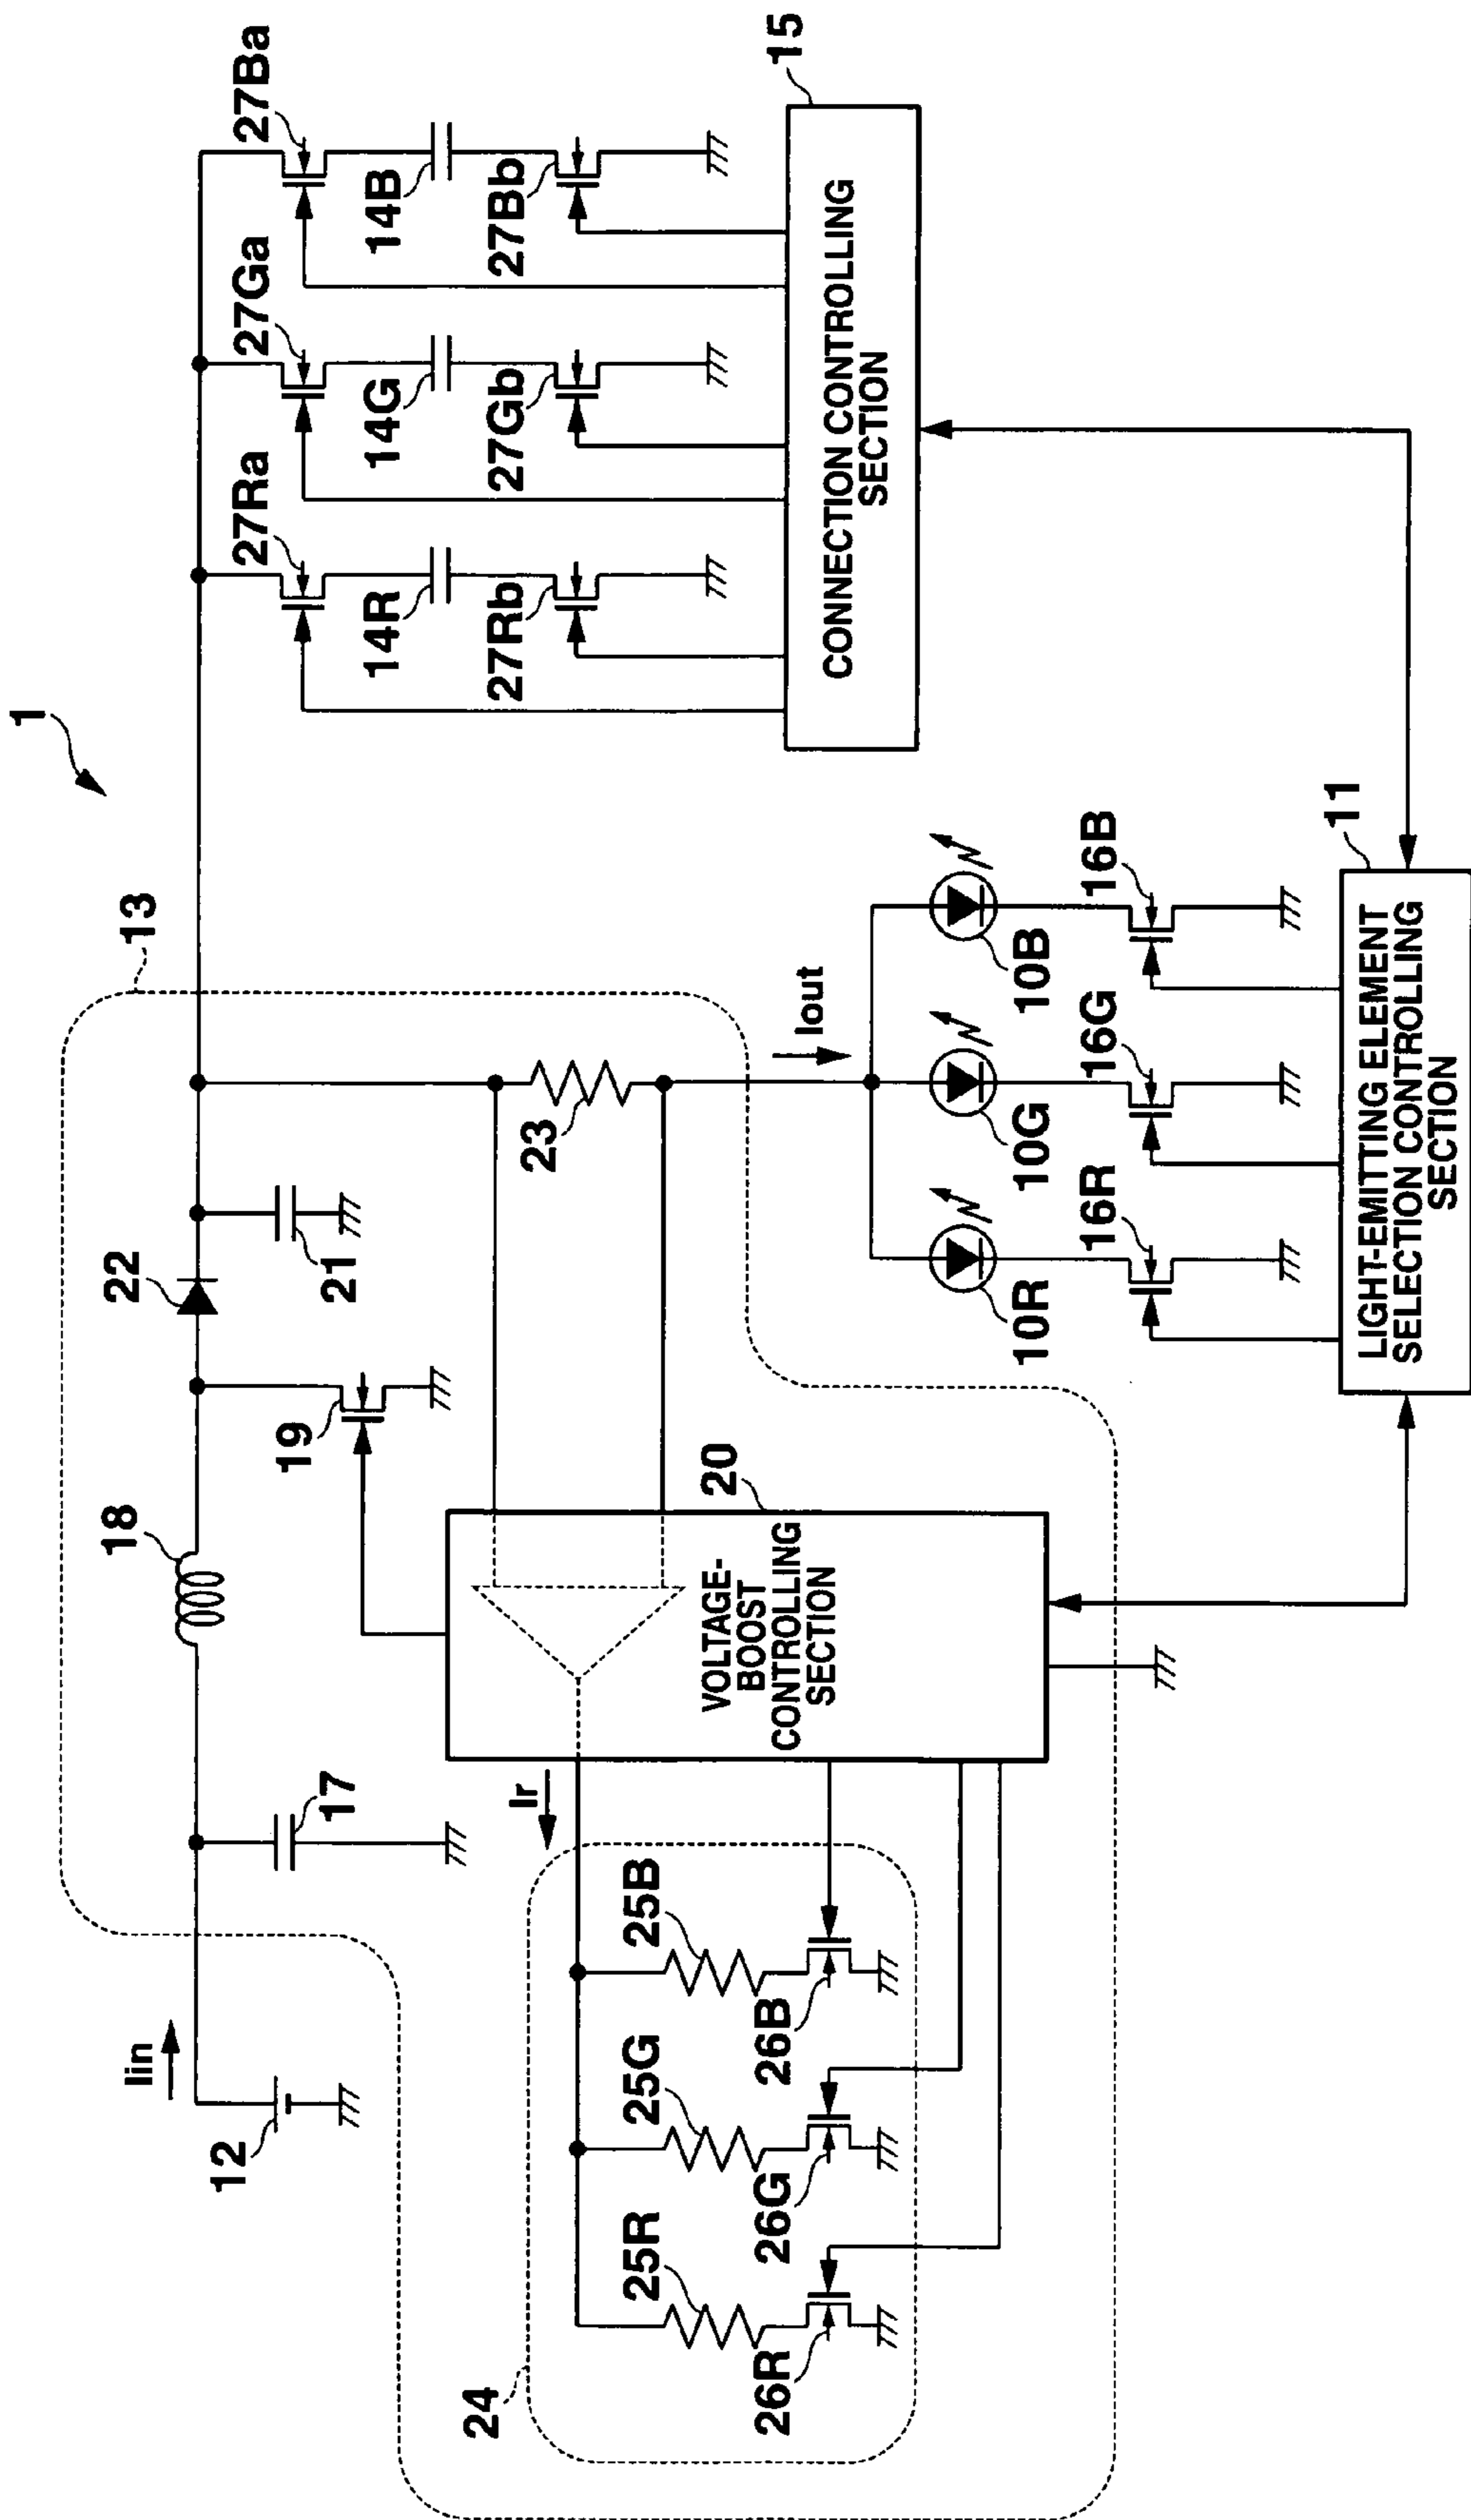 1
13
15
Iin
12
17
18
19
22
21
23
Iout
Ir
24
25R
25G
25B
26R
26G
26B
20
VOLTAGE-
BOOST
CONTROLLING
SECTION
10R
10G
10B
16R
16G
16B
11
LIGHT-EMITTING ELEMENT
SELECTION CONTROLLING
SECTION
27Ra
27Ga
27Ba
14R
14G
14B
27Rb
27Gb
27Bb
CONNECTION CONTROLLING
SECTION